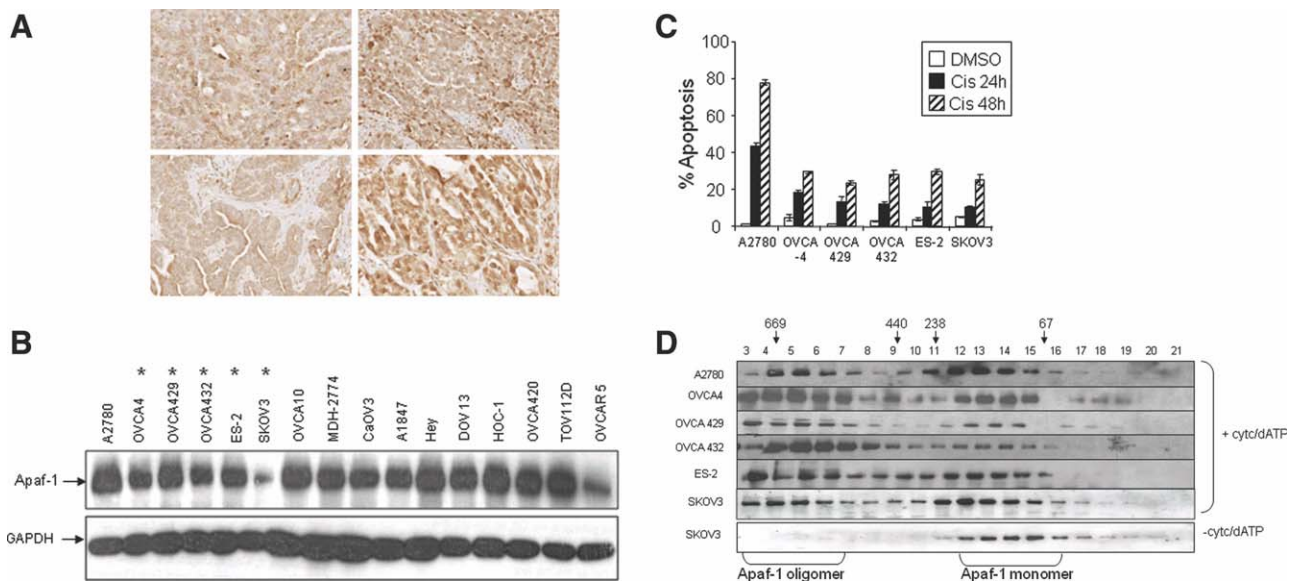 A
B
* * * * *
A2780 OVCA4 OVCA429 OVCA432 ES-2 SKOV3 OVCA10 MDH-2774 CaOV3 A1847 Hey DOV 13 HOC-1 OVCA420 TOV112D OVCAR 5
Apaf-1
GAPDH
C
100
80
60
40
20
0
% Apoptosis
DMSO
Cis 24h
Cis 48h
A2780 OVCA -4 OVCA 429 OVCA 432 ES-2 SKOV3
D
669 440 238 67
3 4 5 6 7 8 9 10 11 12 13 14 15 16 17 18 19 20 21
A2780
OVCA4
OVCA 429
OVCA 432
ES-2
SKOV3
+ cytc/dATP
SKOV3
-cytc/dATP
Apaf-1 oligomer Apaf-1 monomer